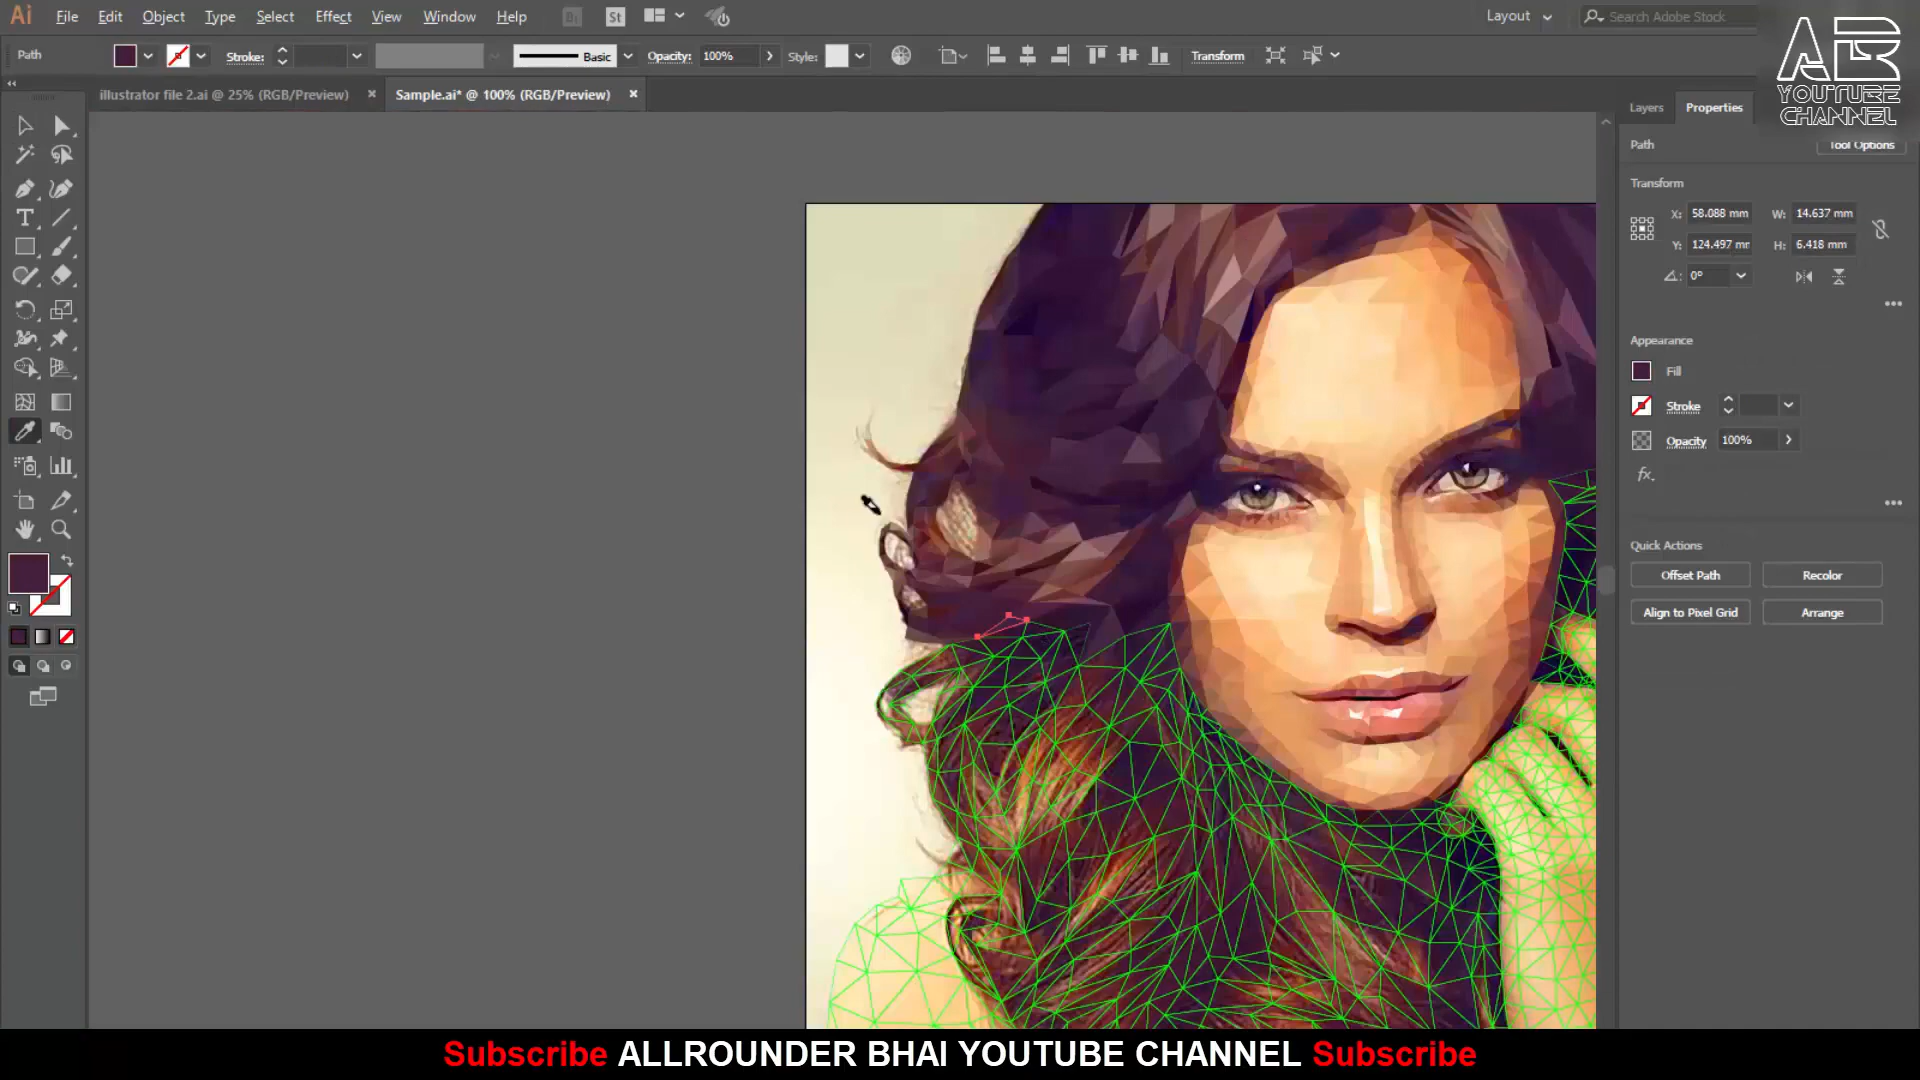 Ai File Edit Object Type Select Effect View Window Help Br St Layout Search Adobe Stock
Path Stroke: Basic Opacity: 100% Style: Transform
illustrator file 2.ai @ 25% (RGB/Preview) × Sample.ai* @ 100% (RGB/Preview) ×
AB
YOUTUBE
CHANNEL
Layers Properties
Path Tool Options
Transform
X: 58.088 mm W: 14.637 mm
Y: 124.497 mr H: 6.418 mm
0°
Appearance
Fill
Stroke
Opacity 100%
fx.
Quick Actions
Offset Path Recolor
Align to Pixel Grid Arrange
Subscribe ALLROUNDER BHAI YOUTUBE CHANNEL Subscribe